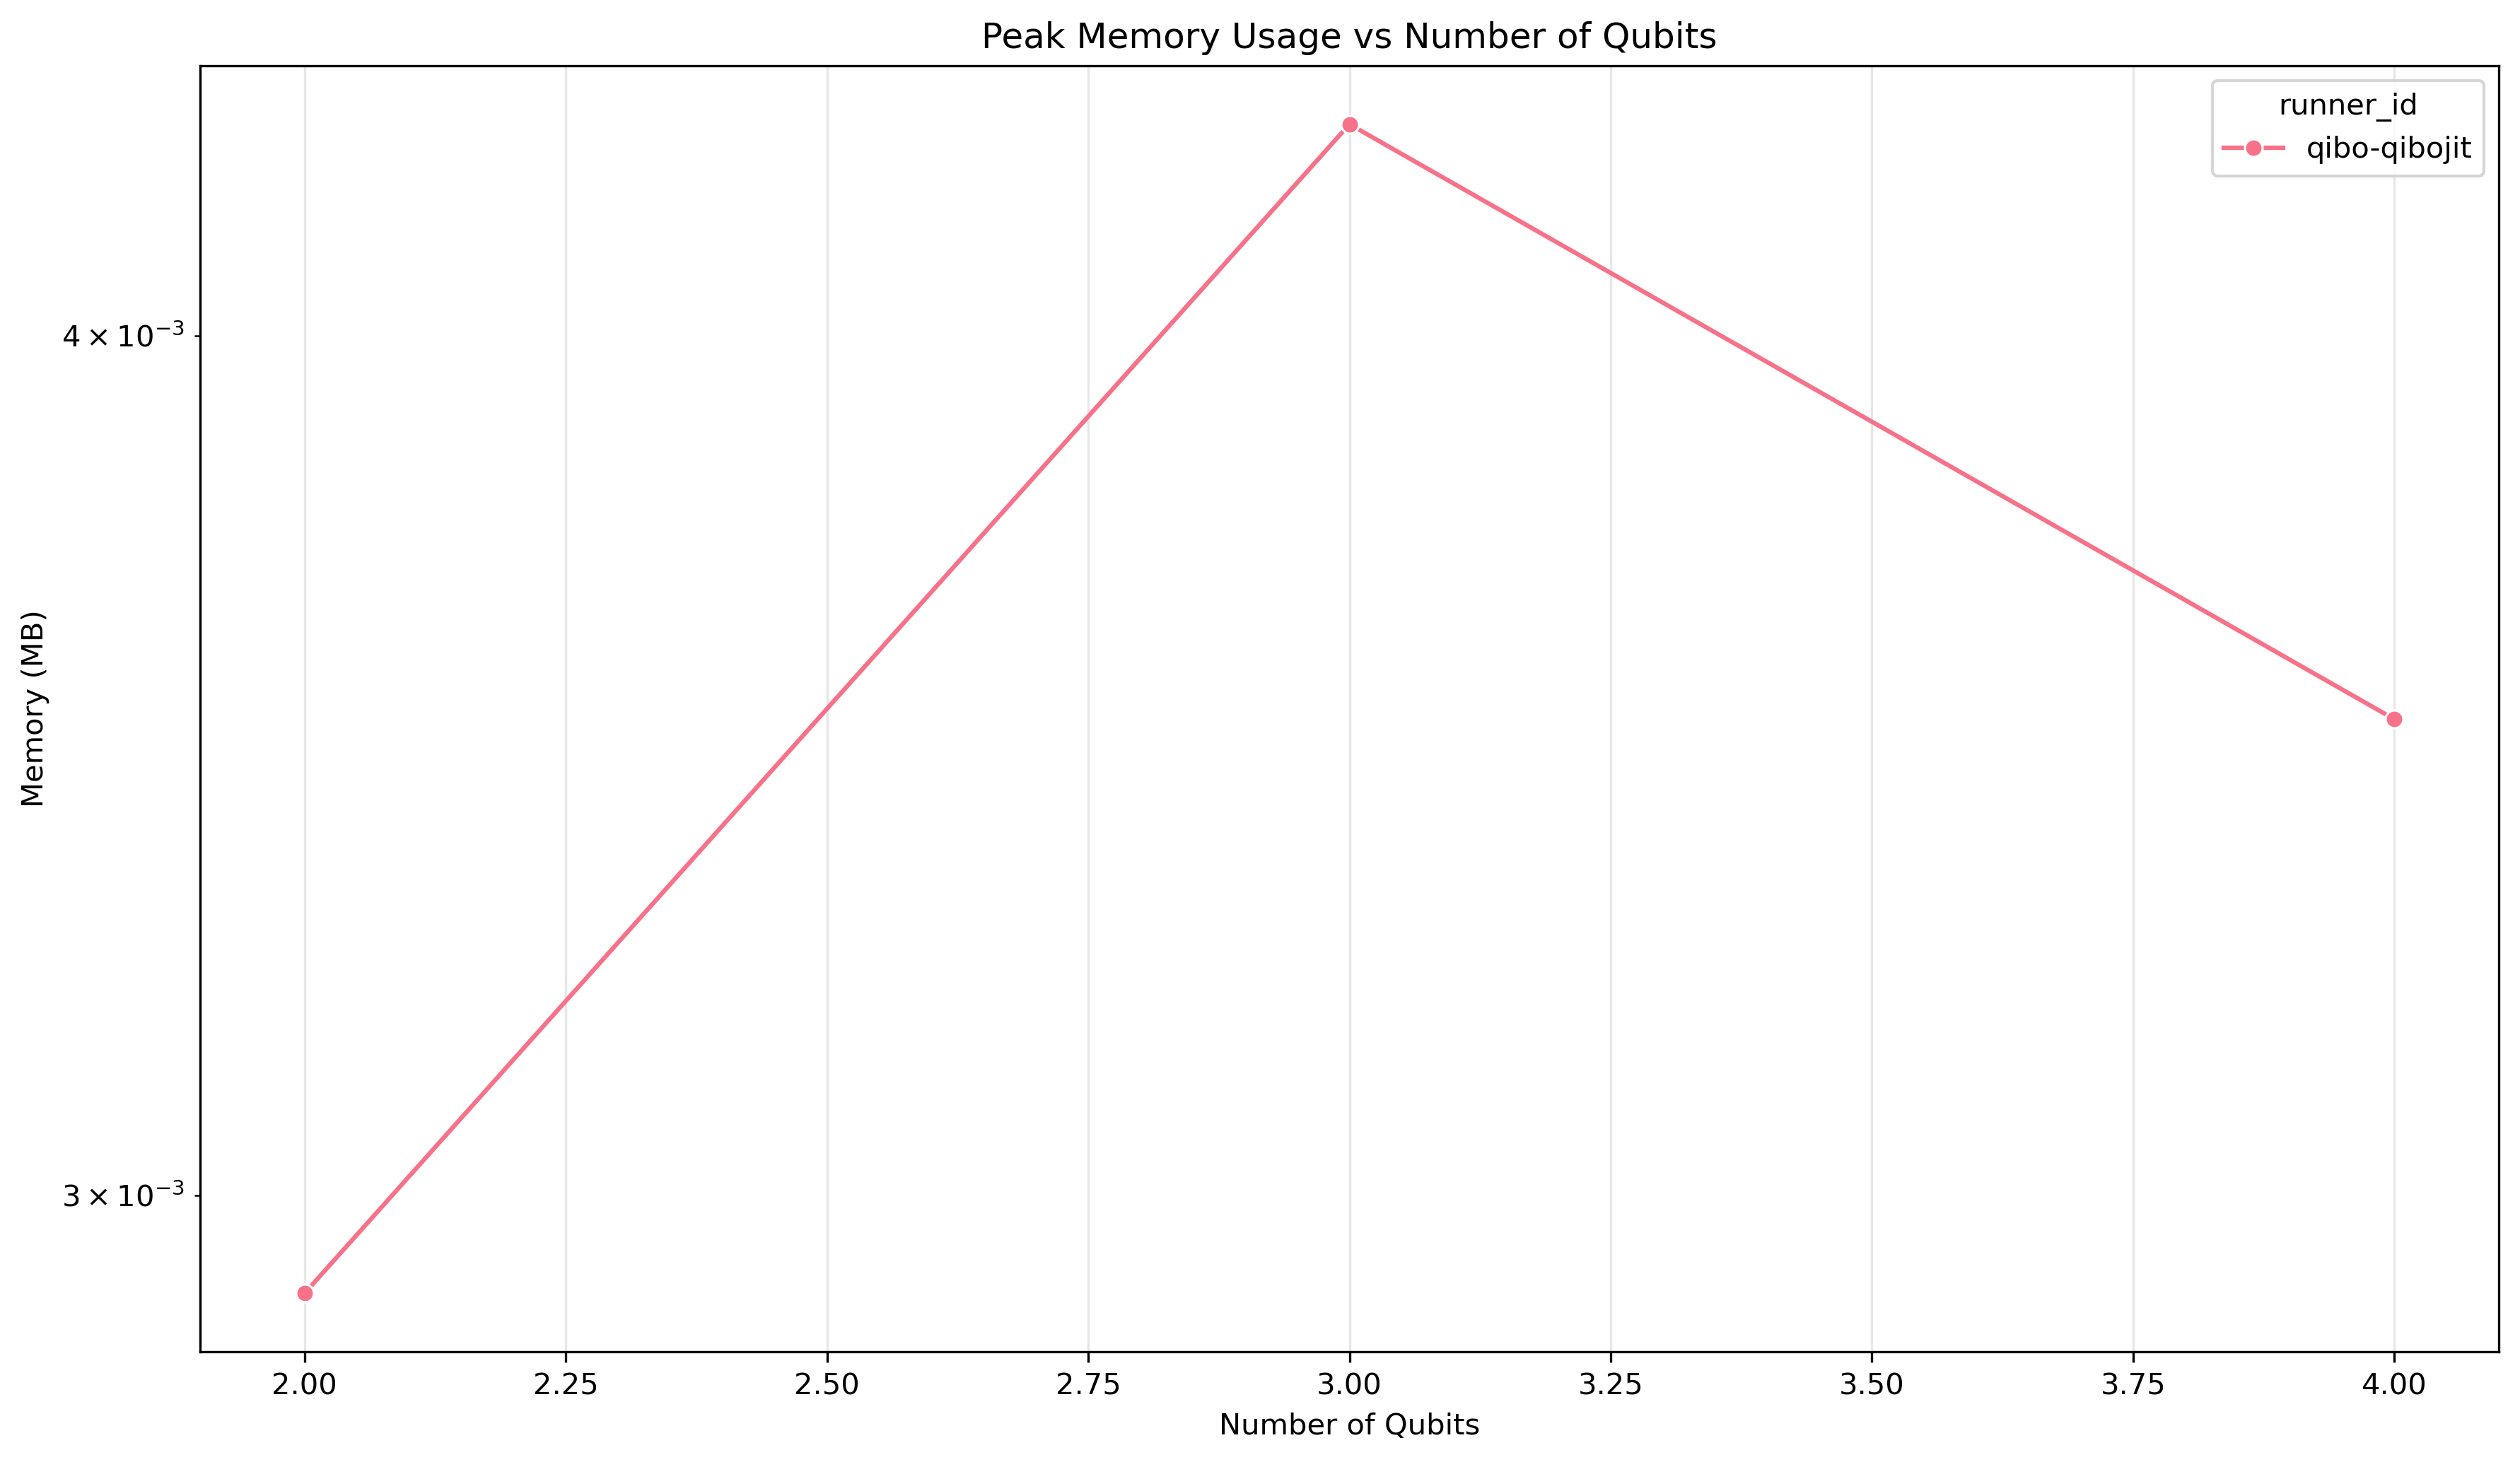 Peak Memory Usage vs Number of Qubits
runner_id
qibo-qibojit
4 × 10⁻³
3 × 10⁻³
Memory (MB)
2.00 2.25 2.50 2.75 3.00 3.25 3.50 3.75 4.00
Number of Qubits